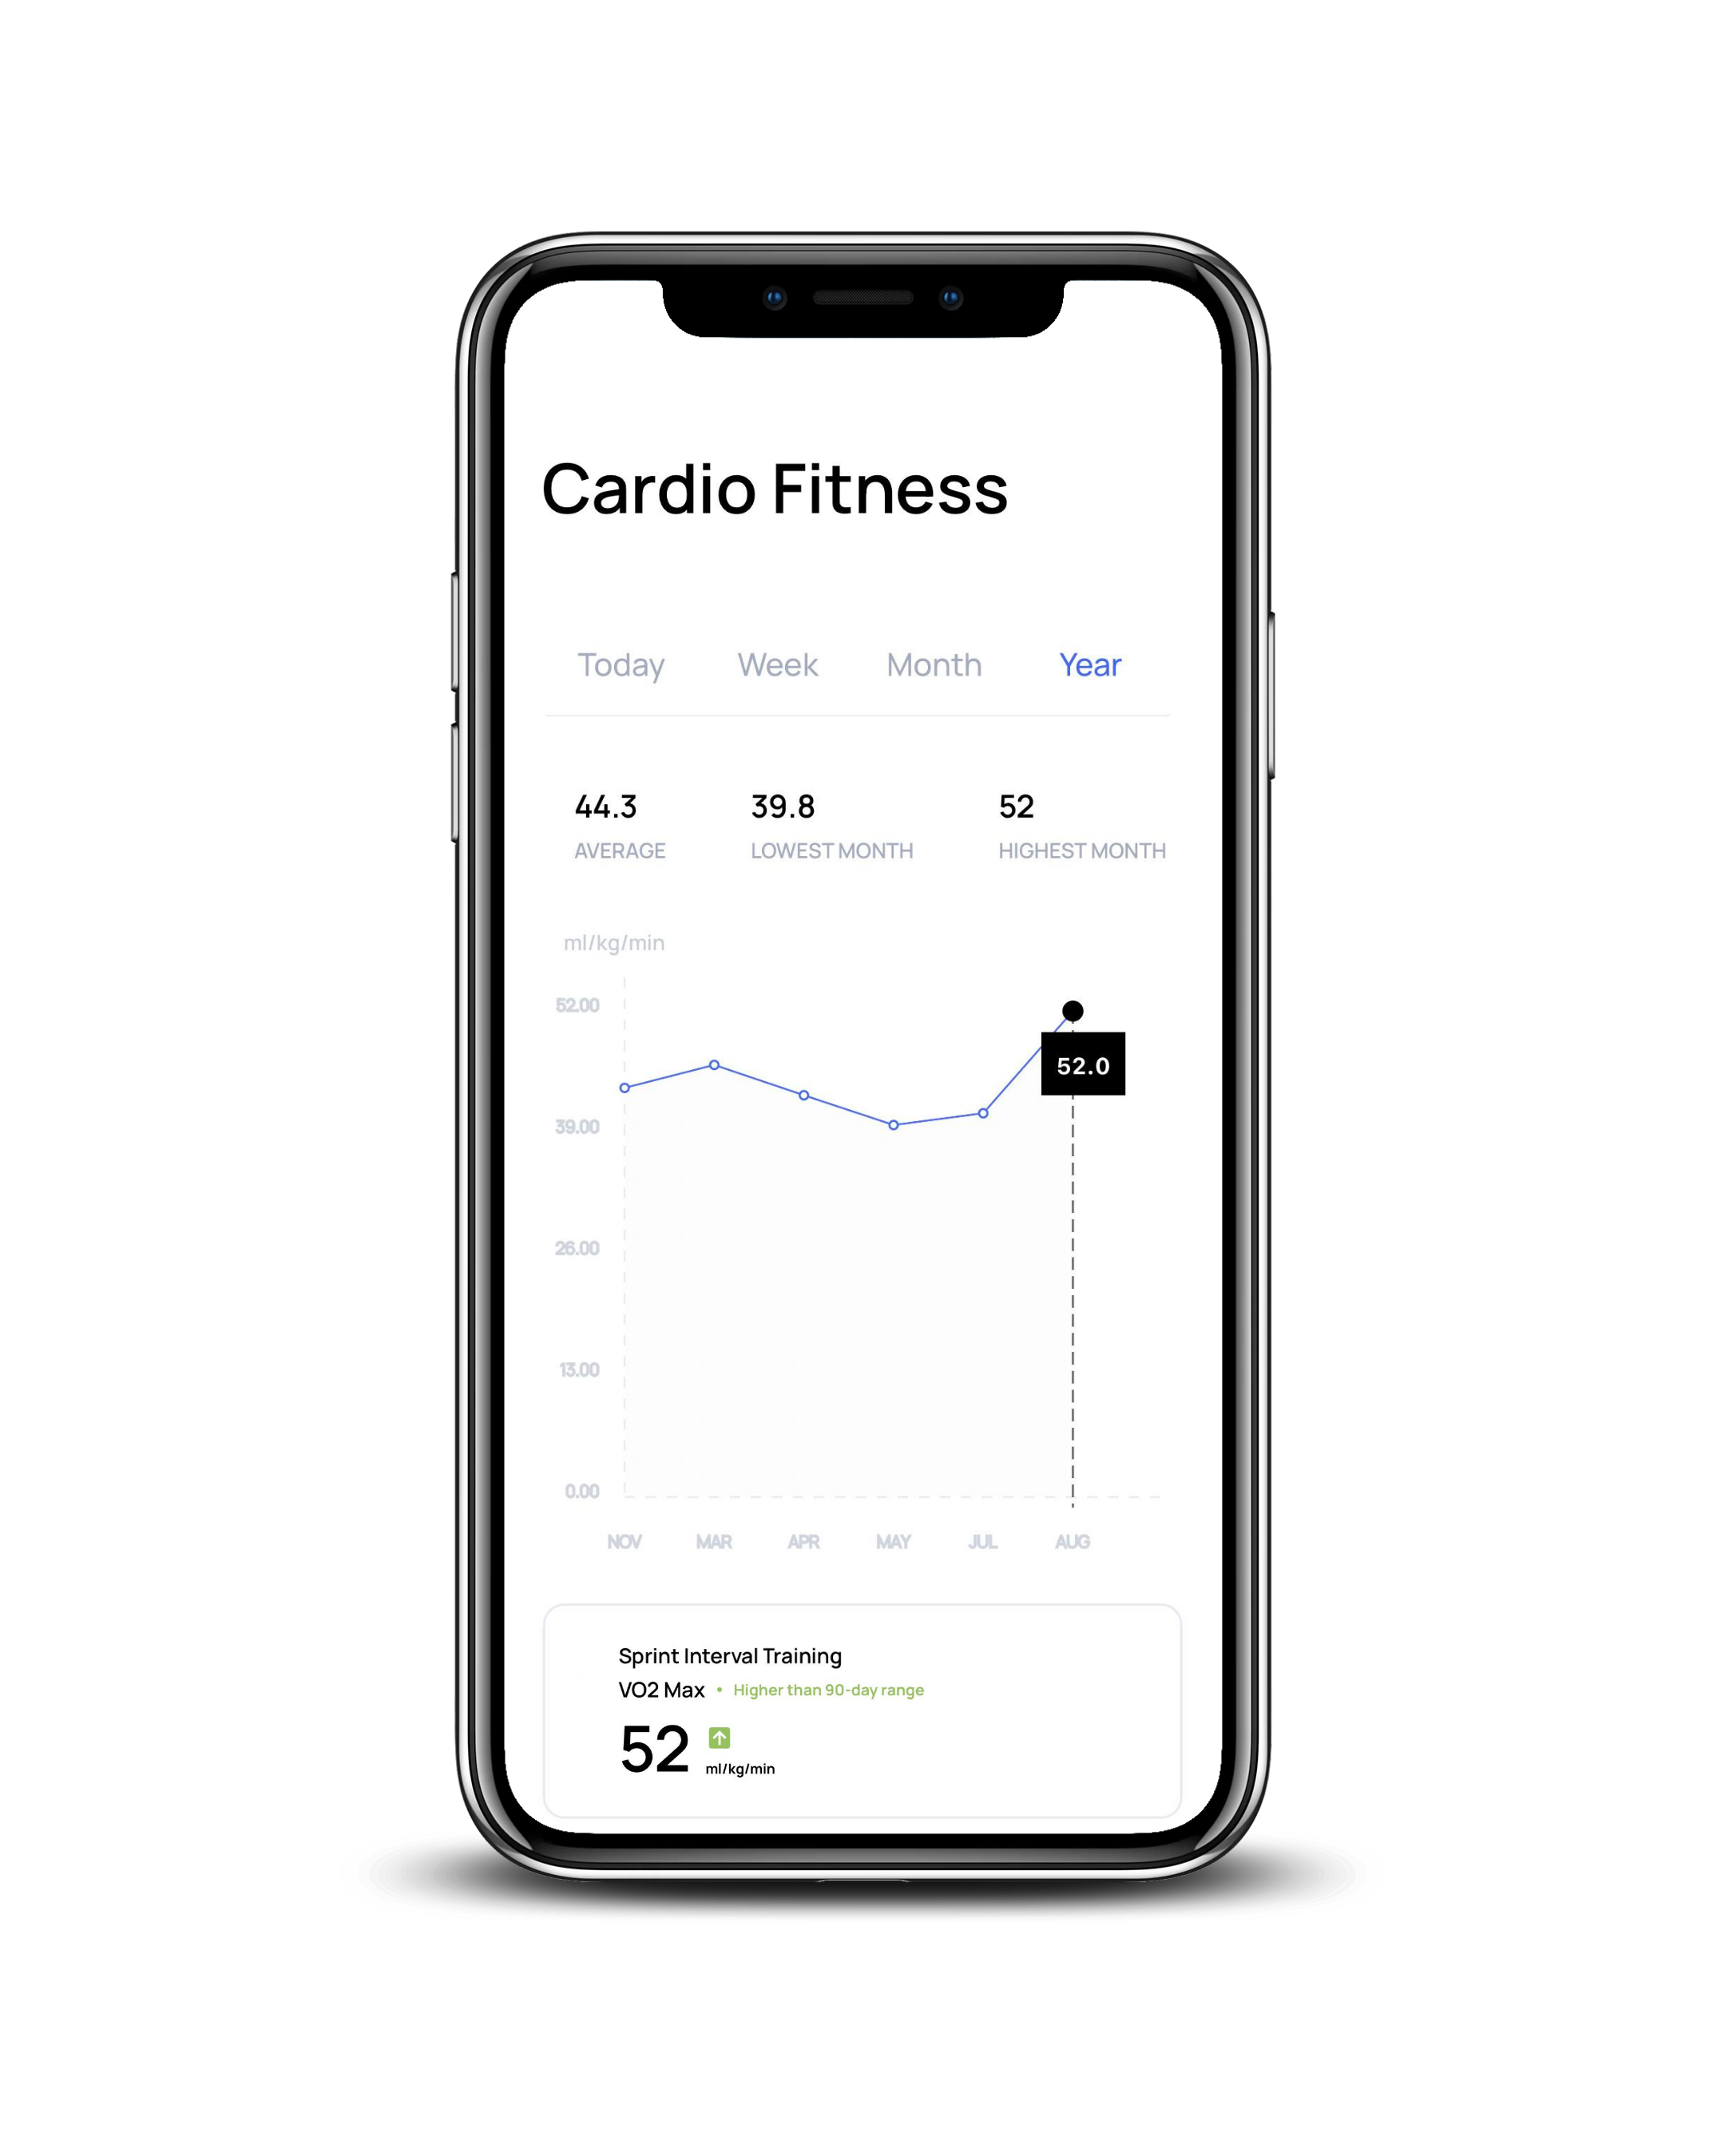 Cardio Fitness
Today Week Month Year
44.3 39.8 52
AVERAGE LOWEST MONTH HIGHEST MONTH
ml/kg/min
52.00
52.0
39.00
26.00
13.00
0.00
NOV MAR APR MAY JUL AUG
Sprint Interval Training
VO2 Max • Higher than 90-day range
52
ml/kg/min